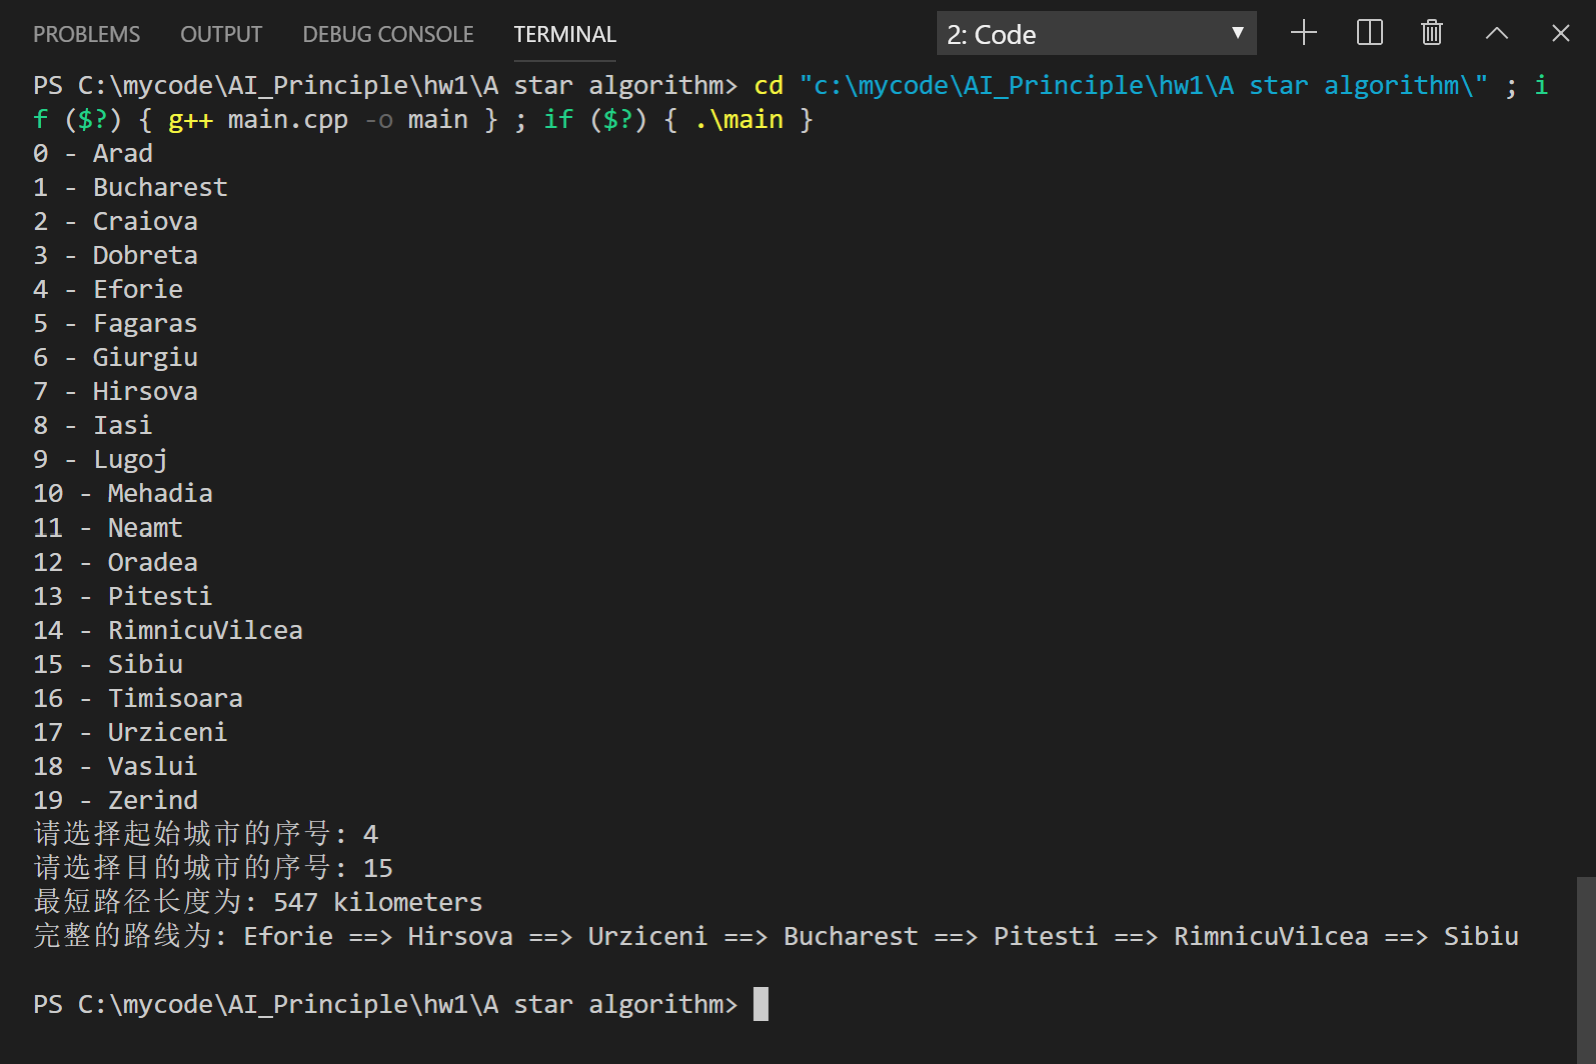 PROBLEMS OUTPUT DEBUG CONSOLE TERMINAL 2: Code
PS C:\mycode\AI_Principle\hw1\A star algorithm> cd "c:\mycode\AI_Principle\hw1\A star algorithm\" ; i
f ($?) { g++ main.cpp -o main } ; if ($?) { .\main }
0 - Arad
1 - Bucharest
2 - Craiova
3 - Dobreta
4 - Eforie
5 - Fagaras
6 - Giurgiu
7 - Hirsova
8 - Iasi
9 - Lugoj
10 - Mehadia
11 - Neamt
12 - Oradea
13 - Pitesti
14 - RimnicuVilcea
15 - Sibiu
16 - Timisoara
17 - Urziceni
18 - Vaslui
19 - Zerind
请选择起始城市的序号: 4
请选择目的城市的序号: 15
最短路径长度为: 547 kilometers
完整的路线为: Eforie ==> Hirsova ==> Urziceni ==> Bucharest ==> Pitesti ==> RimnicuVilcea ==> Sibiu
PS C:\mycode\AI_Principle\hw1\A star algorithm>